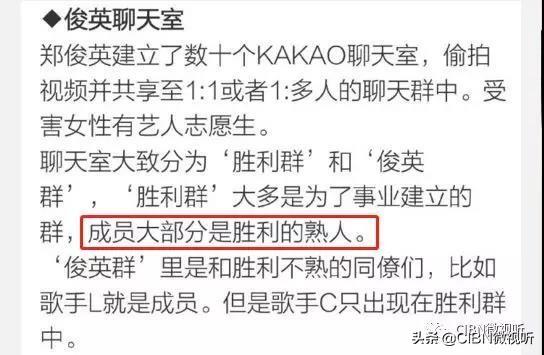 ◆俊英聊天室
郑俊英建立了数十个KAKAO聊天室，偷拍
视频并共享至1:1或者1:多人的聊天群中。受
害女性有艺人志愿生。
聊天室大致分为‘胜利群’和‘俊英
群’，‘胜利群’大多是为了事业建立的
群，成员大部分是胜利的熟人。
‘俊英群’里是和胜利不熟的同僚们，比如
歌手L就是成员。但是歌手C只出现在胜利群
中。
CIBN微视听
头条@CIBN微视听